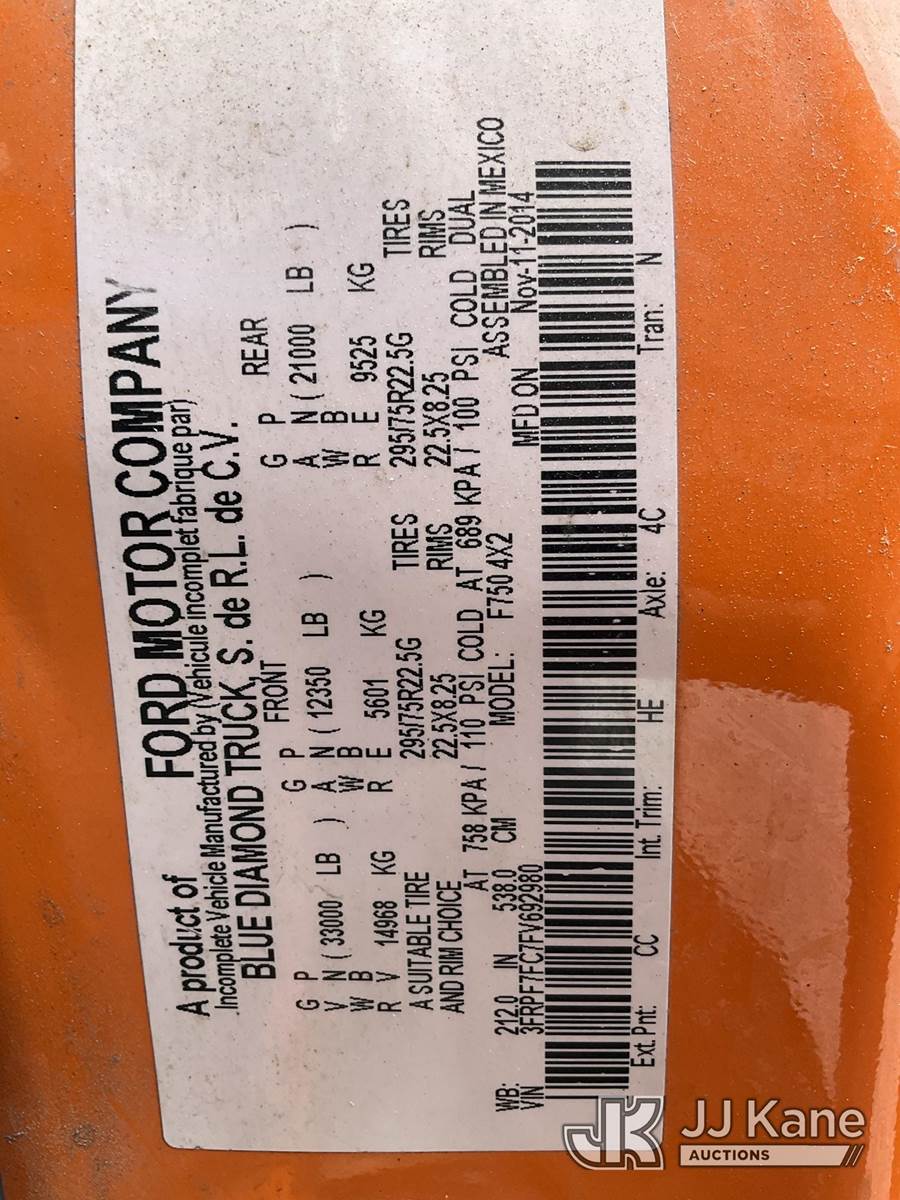 A product of FORD MOTOR COMPANY
Incomplete Vehicle Manufactured by (Vehicule incomplet fabrique par)
BLUE DIAMOND TRUCK, S. de R.L. de C.V.
FRONT REAR
G P G P G P
V N ( 33000/ LB ) A N ( 12350 LB ) A N ( 21000 LB )
W B W B W B
R V 14968 KG R E 5601 KG R E 9525 KG
A SUITABLE TIRE 295/75R22.5G TIRES 295/75R22.5G TIRES
AND RIM CHOICE 22.5X8.25 RIMS 22.5X8.25 RIMS
AT 758 KPA / 110 PSI COLD AT 689 KPA / 100 PSI COLD DUAL
WB: 212.0 IN 538.0 CM MODEL: F750 4X2 ASSEMBLED IN MEXICO
VIN 3FRPF7FC7FV692980 MFD ON Nov-11-2014
Ext. Pnt: CC Int. Trim: HE Axle: 4C Tran: N
JK JJ Kane
AUCTIONS